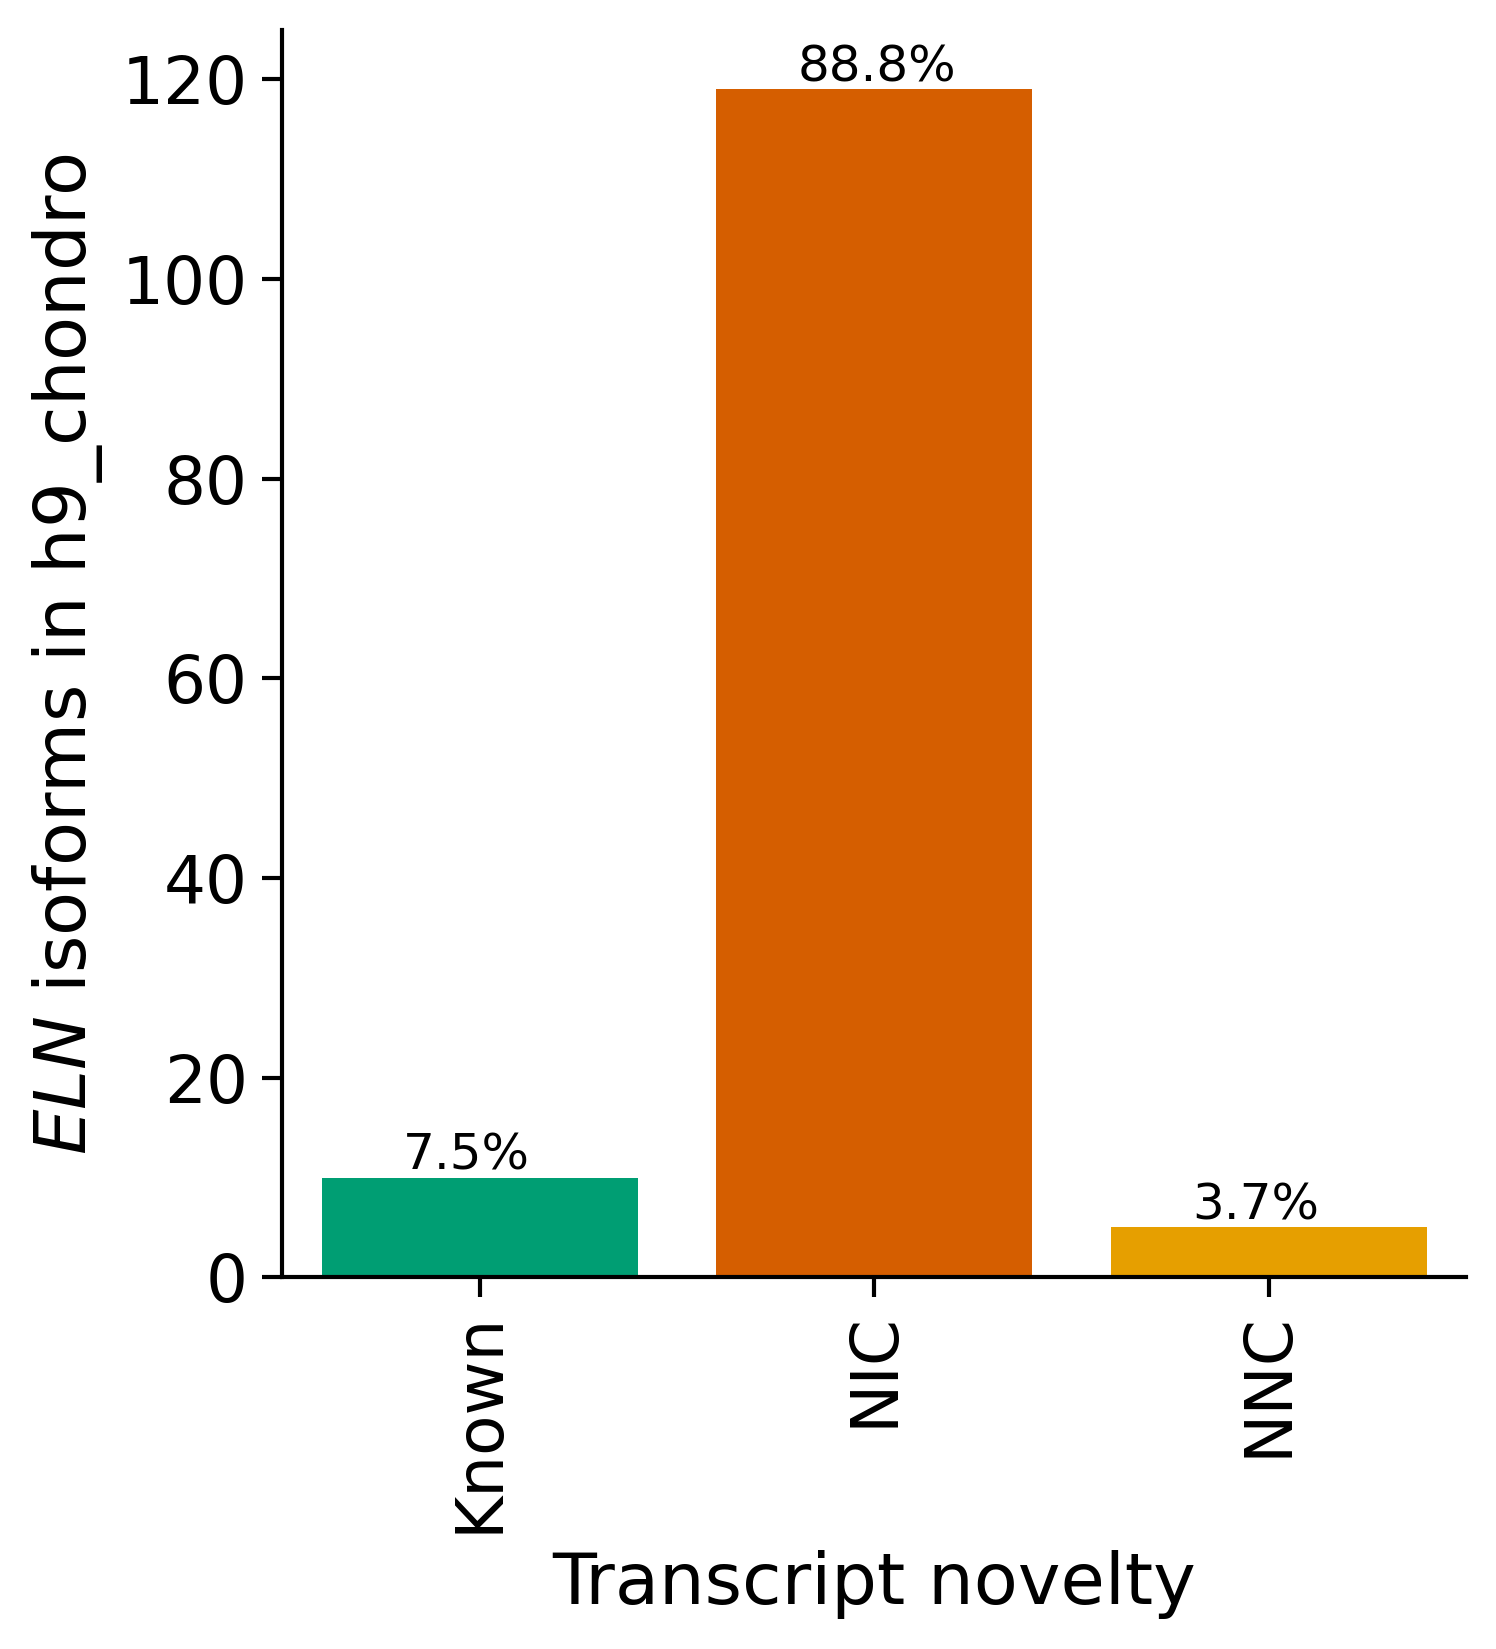 ELN isoforms in h9_chondro
120
100
80
60
40
20
0
88.8%
7.5%
3.7%
Known
NIC
NNC
Transcript novelty